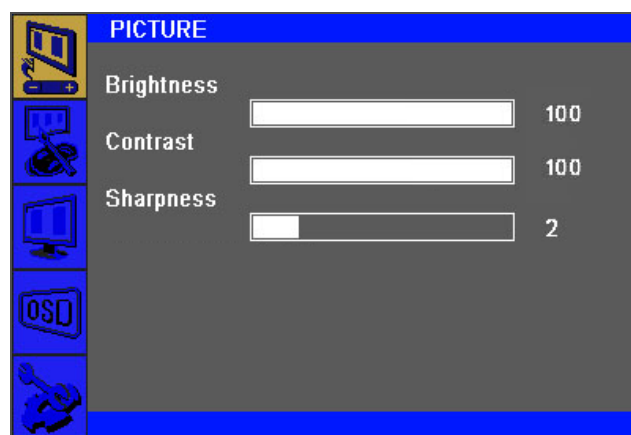 PICTURE
Brightness
100
Contrast
100
Sharpness
2
OSD